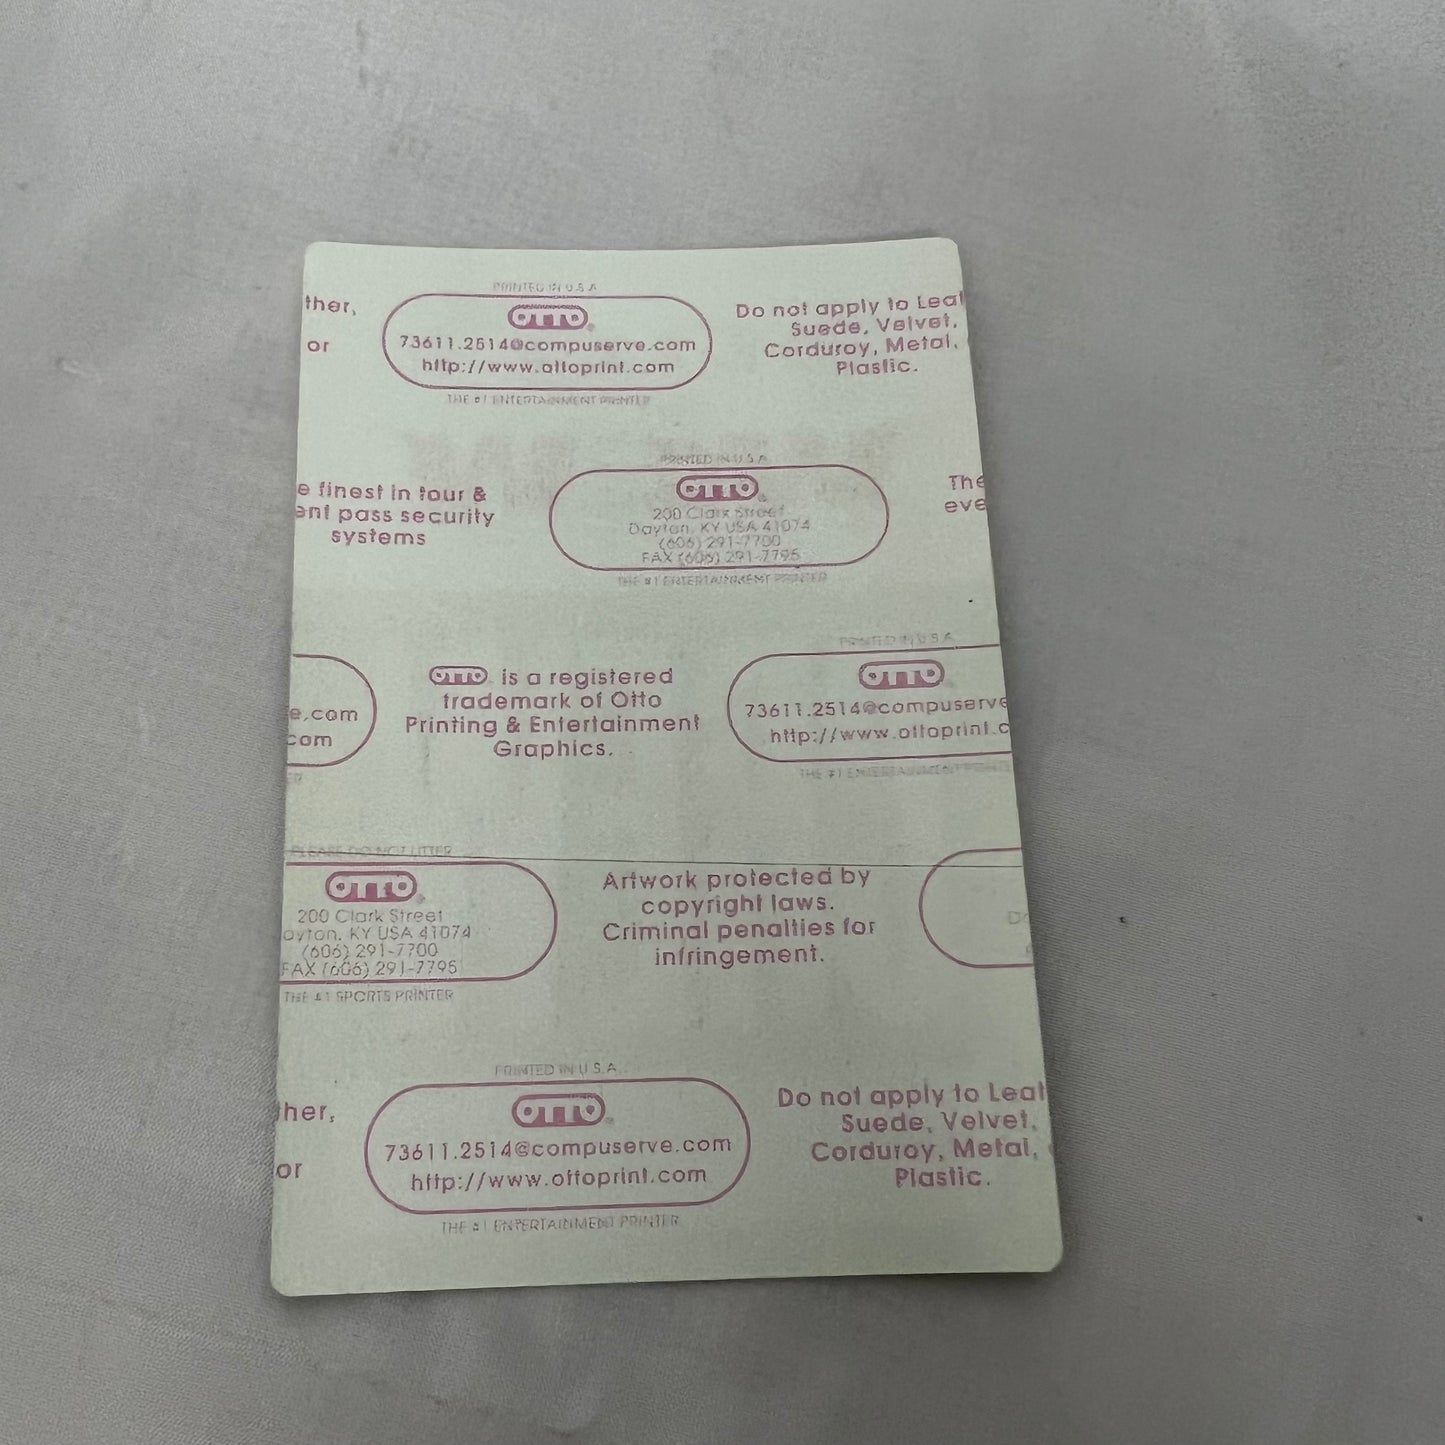 PRINTED IN U.S.A.
ther,
or
OTTO®
73611.2514@compuserve.com
http://www.ottoprint.com
THE #1 ENTERTAINMENT PRINTER
Do not apply to Leat
Suede, Velvet,
Corduroy, Metal,
Plastic.
e finest in tour &
ent pass security
systems
PRINTED IN U.S.A.
OTTO®
200 Clark Street
Dayton, KY USA 41074
(606) 291-7700
FAX (606) 291-7795
THE #1 ENTERTAINMENT PRINTER
The
eve
e.com
com
ER
OTTO® is a registered
trademark of Otto
Printing & Entertainment
Graphics.
PRINTED IN U.S.A.
OTTO®
73611.2514@compuserve
http://www.ottoprint.c
THE #1 ENTERTAINMENT PRINTE
PLEASE DO NOT LITTER
OTTO®
200 Clark Street
ayton, KY USA 41074
(606) 291-7700
FAX (606) 291-7795
THE #1 SPORTS PRINTER
Artwork protected by
copyright laws.
Criminal penalties for
infringement.
ther,
or
PRINTED IN U.S.A.
OTTO®
73611.2514@compuserve.com
http://www.ottoprint.com
THE #1 ENTERTAINMENT PRINTER
Do not apply to Leat
Suede, Velvet,
Corduroy, Metal,
Plastic.